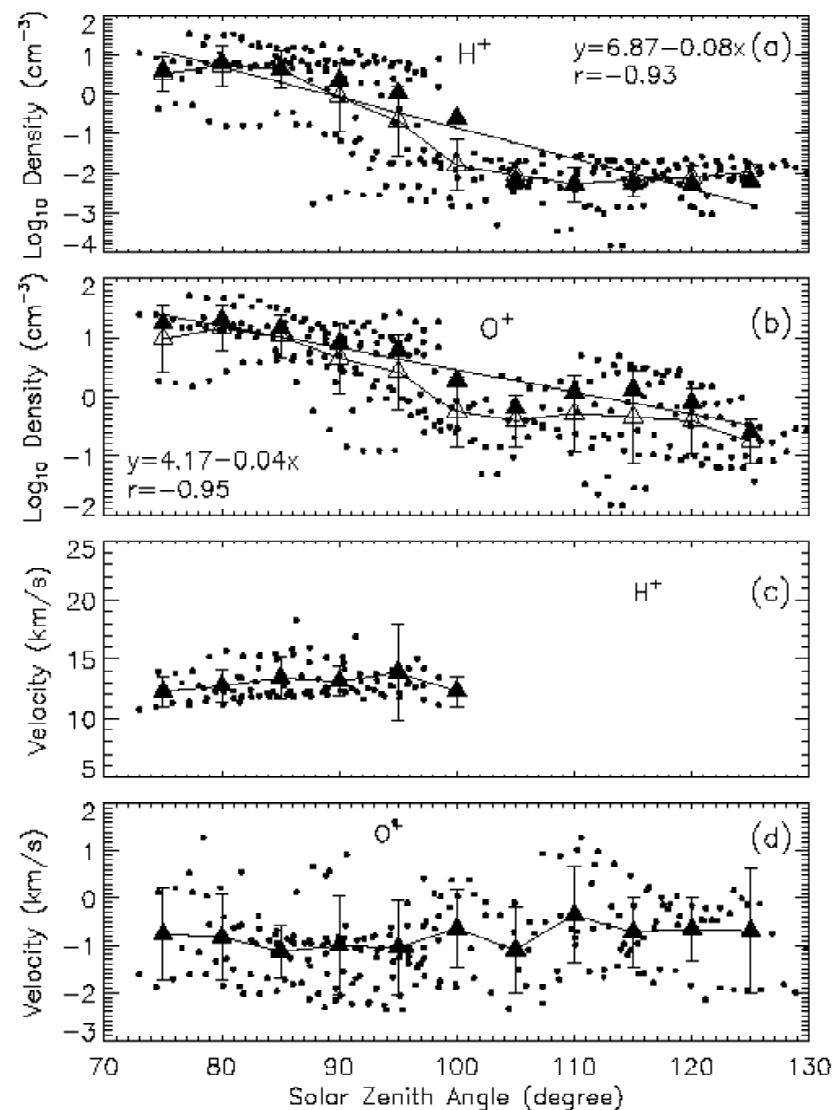 Log₁₀ Density (cm⁻³)
2
1
0
−1
−2
−3
−4
H⁺
y=6.87−0.08x
r=−0.93
(a)
Log₁₀ Density (cm⁻³)
2
1
0
−1
−2
O⁺
(b)
y=4.17−0.04x
r=−0.95
Velocity (km/s)
25
20
15
10
5
H⁺
(c)
Velocity (km/s)
2
1
0
−1
−2
−3
O⁺
(d)
70 80 90 100 110 120 130
Solar Zenith Angle (degree)